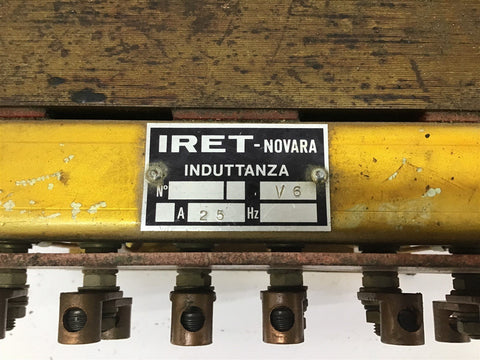 IRET-NOVARA
INDUTTANZA
N° V 6
A 25 Hz